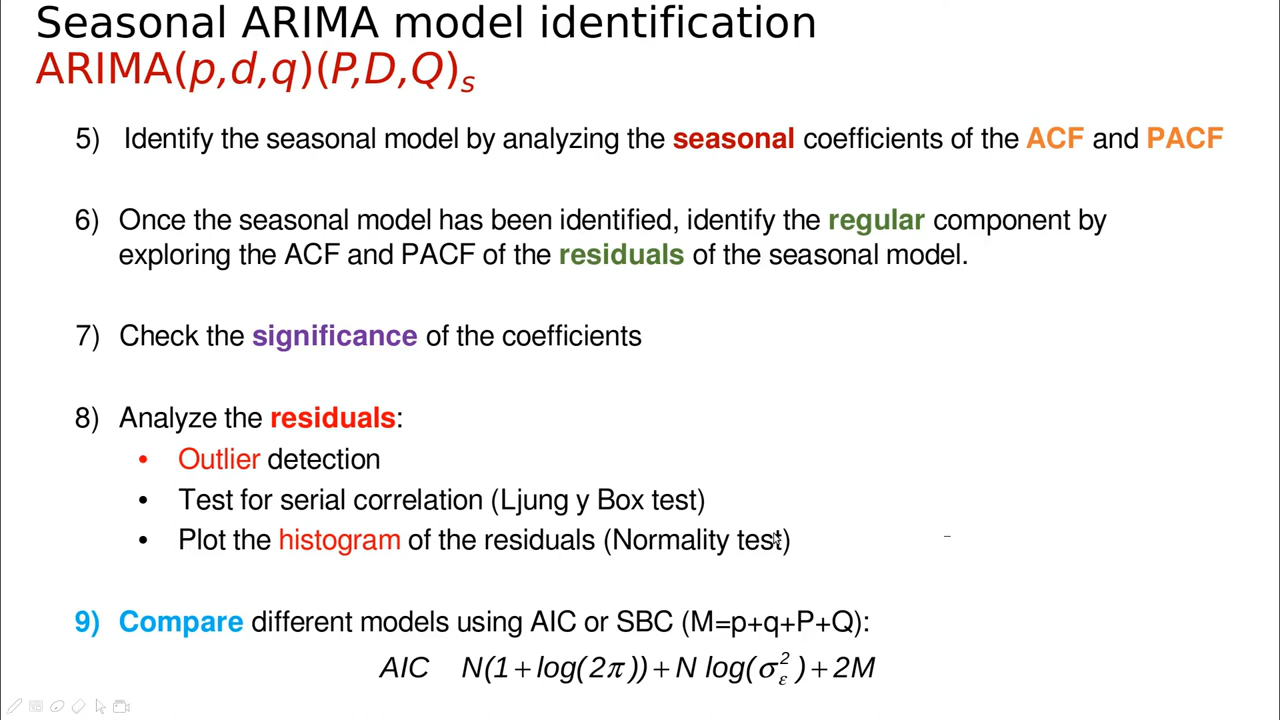 Seasonal ARIMA model identification
ARIMA(p,d,q)(P,D,Q)s
5) Identify the seasonal model by analyzing the seasonal coefficients of the ACF and PACF
6) Once the seasonal model has been identified, identify the regular component by
exploring the ACF and PACF of the residuals of the seasonal model.
7) Check the significance of the coefficients
8) Analyze the residuals:
• Outlier detection
• Test for serial correlation (Ljung y Box test)
• Plot the histogram of the residuals (Normality test)
9) Compare different models using AIC or SBC (M=p+q+P+Q):
AIC N(1+log(2π))+N log(σ²ε)+2M